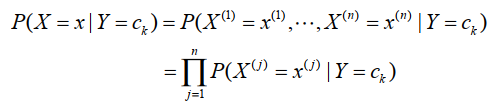 P(X = x | Y = c_k) = P(X^{(1)} = x^{(1)}, ⋯, X^{(n)} = x^{(n)} | Y = c_k)
= ∏_{j=1}^{n} P(X^{(j)} = x^{(j)} | Y = c_k)